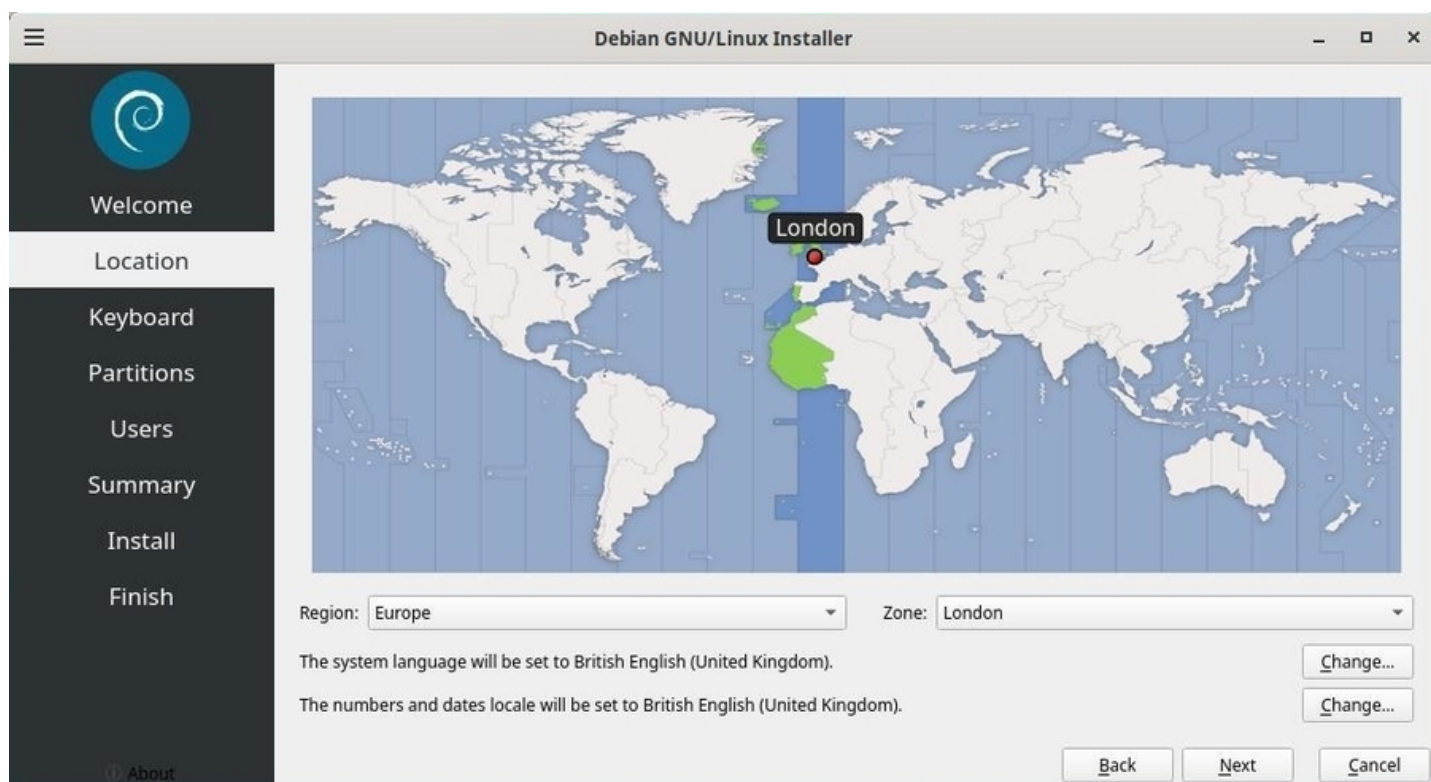 Debian GNU/Linux Installer
Welcome
Location
Keyboard
Partitions
Users
Summary
Install
Finish
About
London
Region: Europe Zone: London
The system language will be set to British English (United Kingdom). Change...
The numbers and dates locale will be set to British English (United Kingdom). Change...
Back Next Cancel